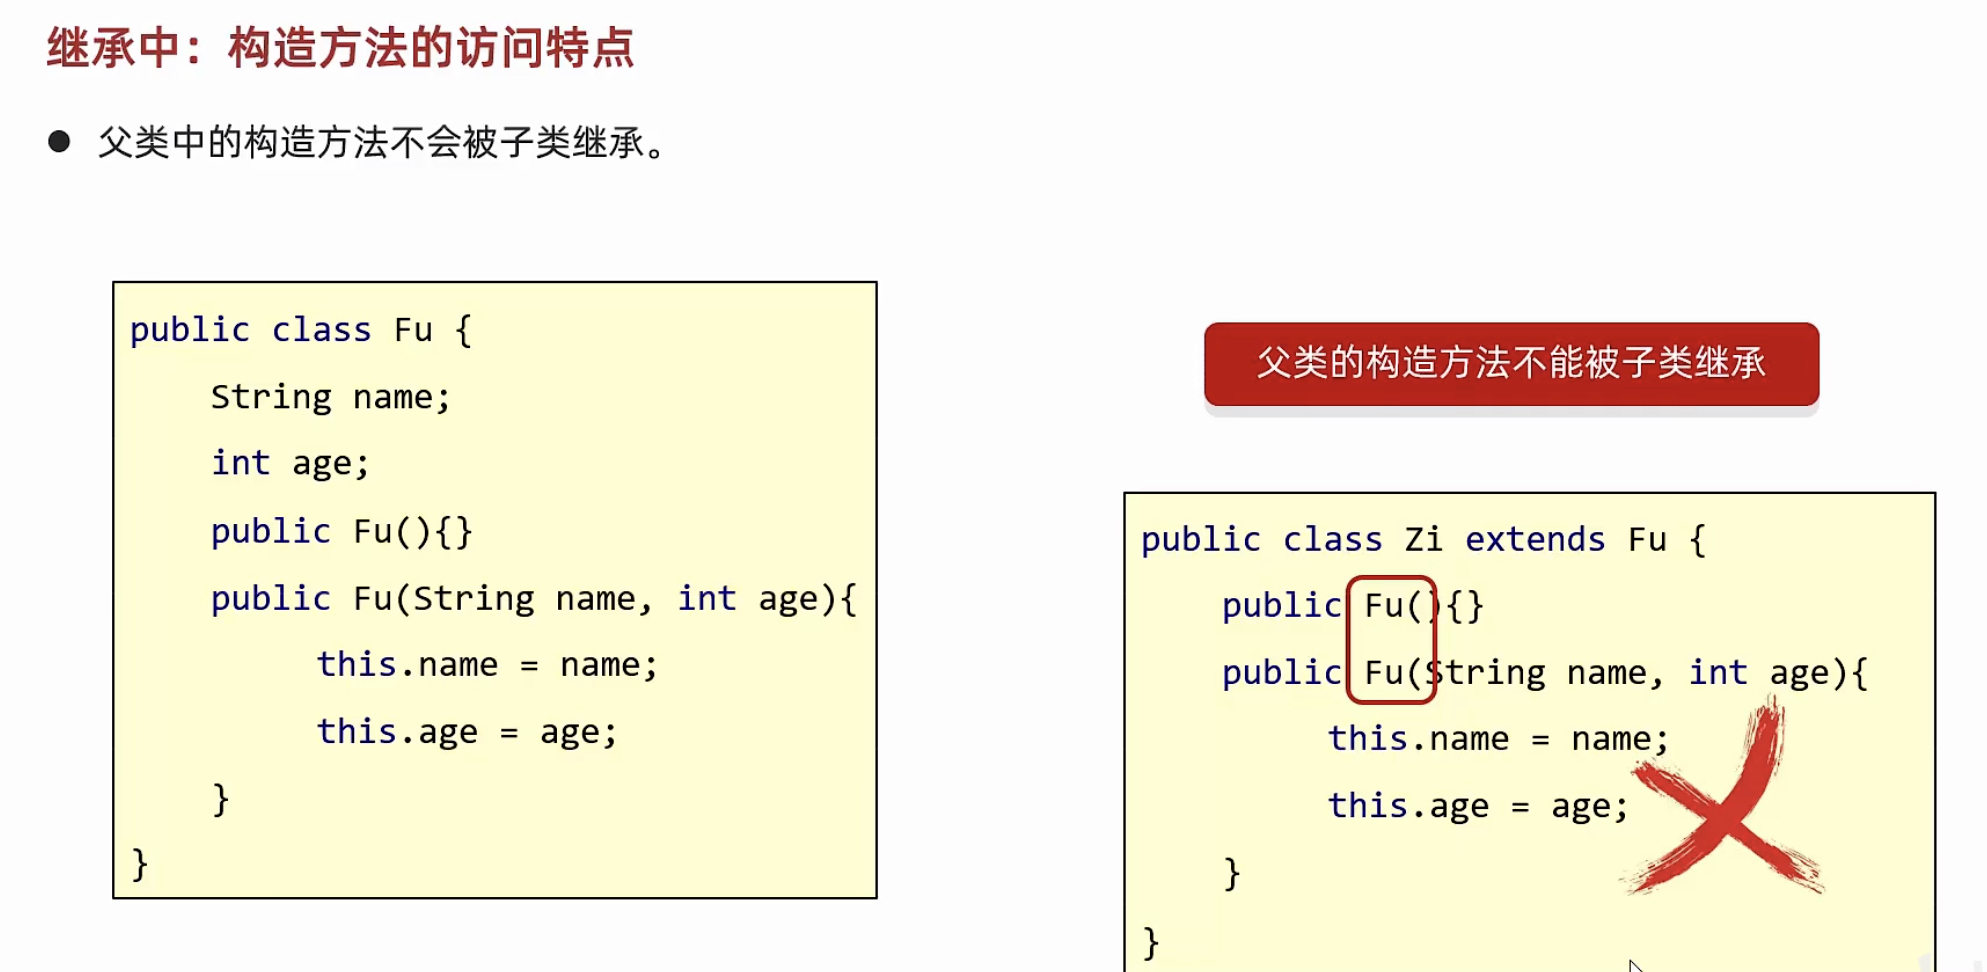 继承中：构造方法的访问特点
● 父类中的构造方法不会被子类继承。
public class Fu {
String name;
int age;
public Fu(){}
public Fu(String name, int age){
this.name = name;
this.age = age;
}
}
父类的构造方法不能被子类继承
public class Zi extends Fu {
public Fu(){}
public Fu(String name, int age){
this.name = name;
this.age = age;
}
}